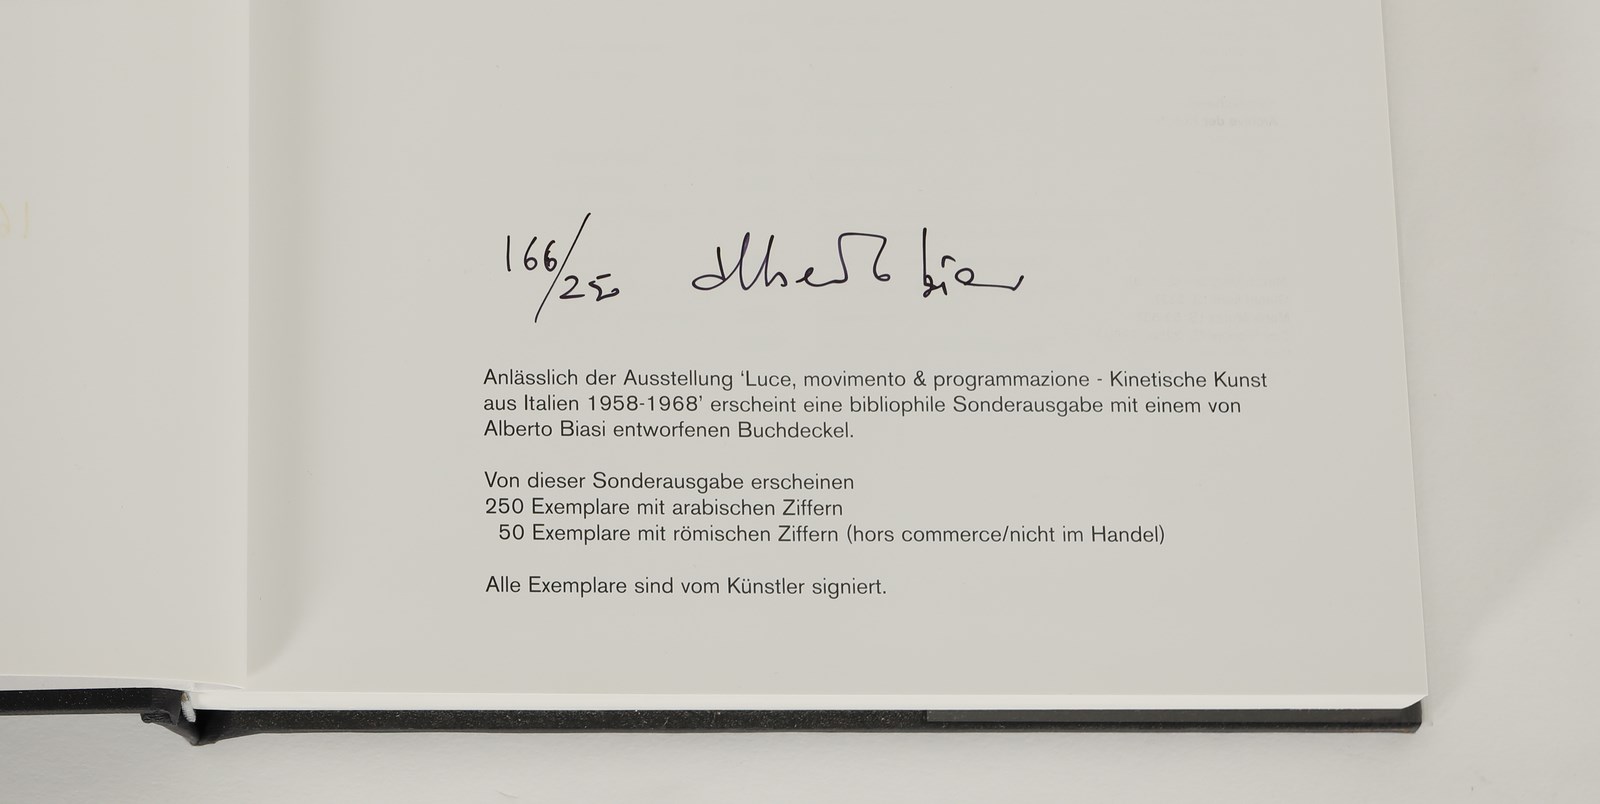 166/250 Alberto Biasi
Anlässlich der Ausstellung ‘Luce, movimento & programmazione - Kinetische Kunst
aus Italien 1958-1968’ erscheint eine bibliophile Sonderausgabe mit einem von
Alberto Biasi entworfenen Buchdeckel.
Von dieser Sonderausgabe erscheinen
250 Exemplare mit arabischen Ziffern
50 Exemplare mit römischen Ziffern (hors commerce/nicht im Handel)
Alle Exemplare sind vom Künstler signiert.